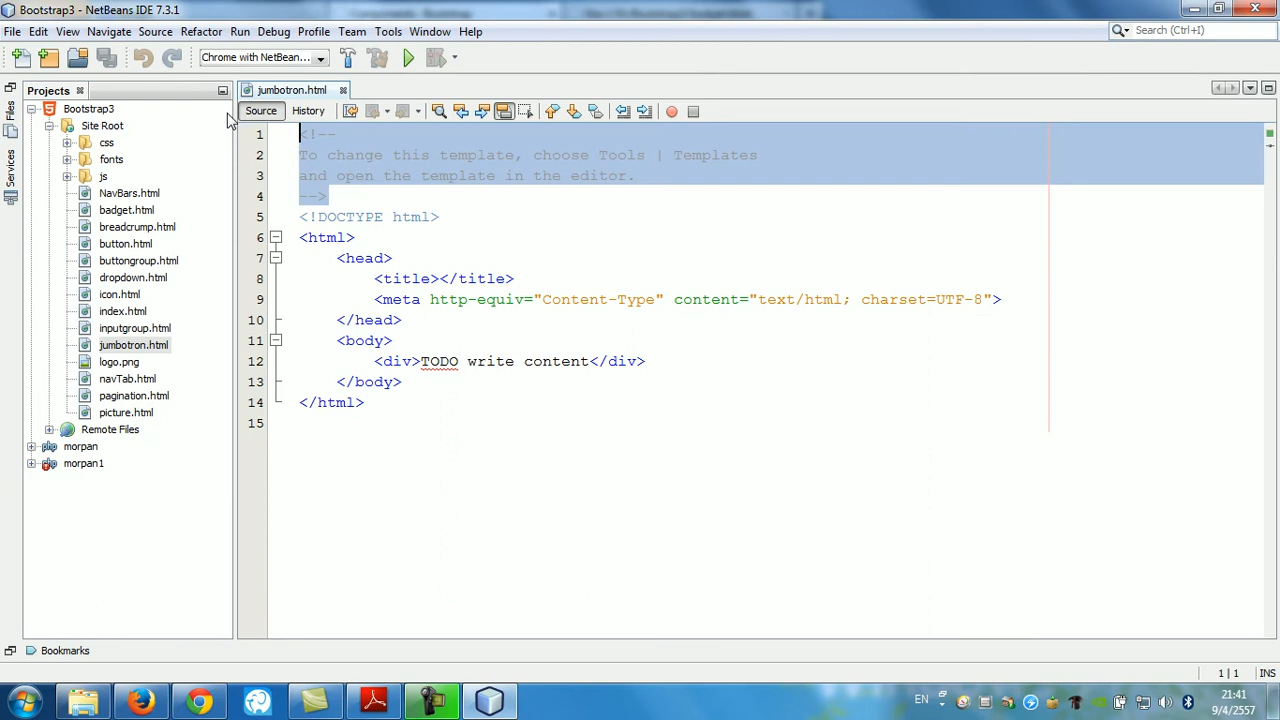 Bootstrap3 - NetBeans IDE 7.3.1
File Edit View Navigate Source Refactor Run Debug Profile Team Tools Window Help
Search (Ctrl+I)
Chrome with NetBean...
Projects
jumbotron.html
Files
Services
Source History
Bootstrap3
Site Root
css
fonts
js
NavBars.html
badget.html
breadcrump.html
button.html
buttongroup.html
dropdown.html
icon.html
index.html
inputgroup.html
jumbotron.html
logo.png
navTab.html
pagination.html
picture.html
Remote Files
morpan
morpan1
1 <!--
2 To change this template, choose Tools | Templates
3 and open the template in the editor.
4 -->
5 <!DOCTYPE html>
6 <html>
7 <head>
8 <title></title>
9 <meta http-equiv="Content-Type" content="text/html; charset=UTF-8">
10 </head>
11 <body>
12 <div>TODO write content</div>
13 </body>
14 </html>
15
Bookmarks
1 | 1 INS
EN
21:41
9/4/2557